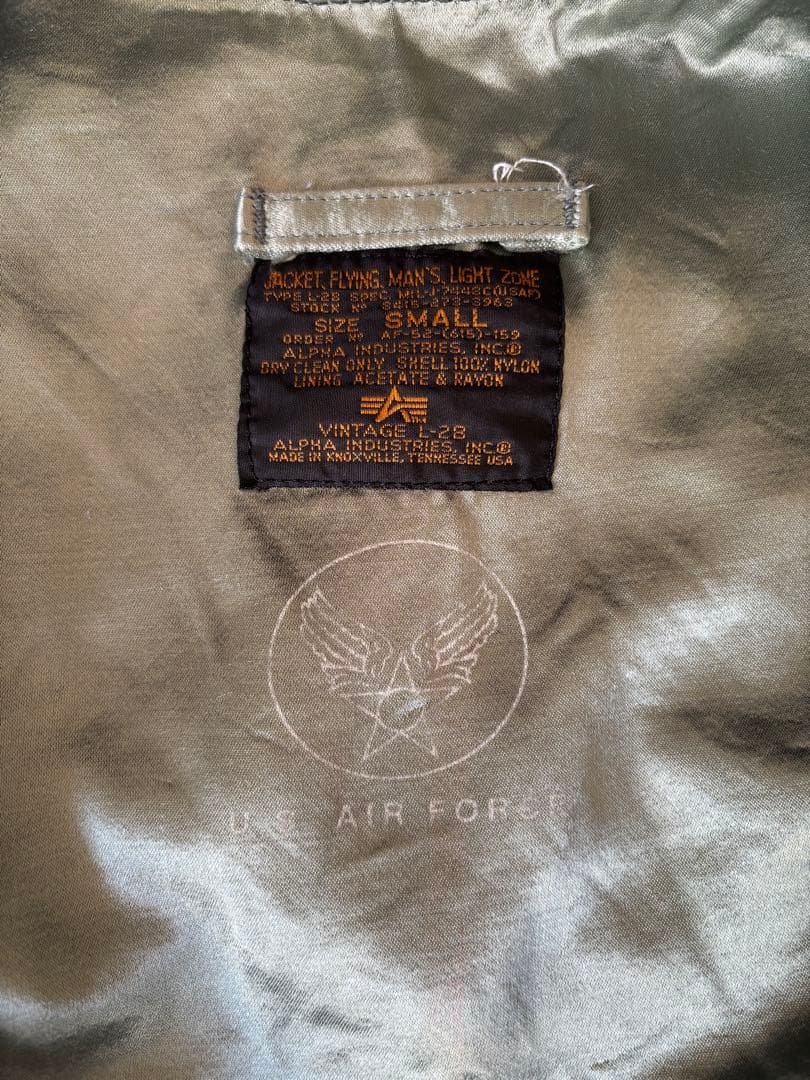 JACKET, FLYING, MAN'S, LIGHT ZONE
TYPE L-2B SPEC MIL-J-7448C01(SAF)
STOCK Nº 8415-273-3963
SIZE SMALL
ORDER Nº AF-52-(615)-159
ALPHA INDUSTRIES, INC.®
DRY CLEAN ONLY SHELL 100% NYLON
LINING ACETATE & RAYON
VINTAGE L-2B
ALPHA INDUSTRIES, INC.®
MADE IN KNOXVILLE, TENNESSEE USA
U.S. AIR FORCE